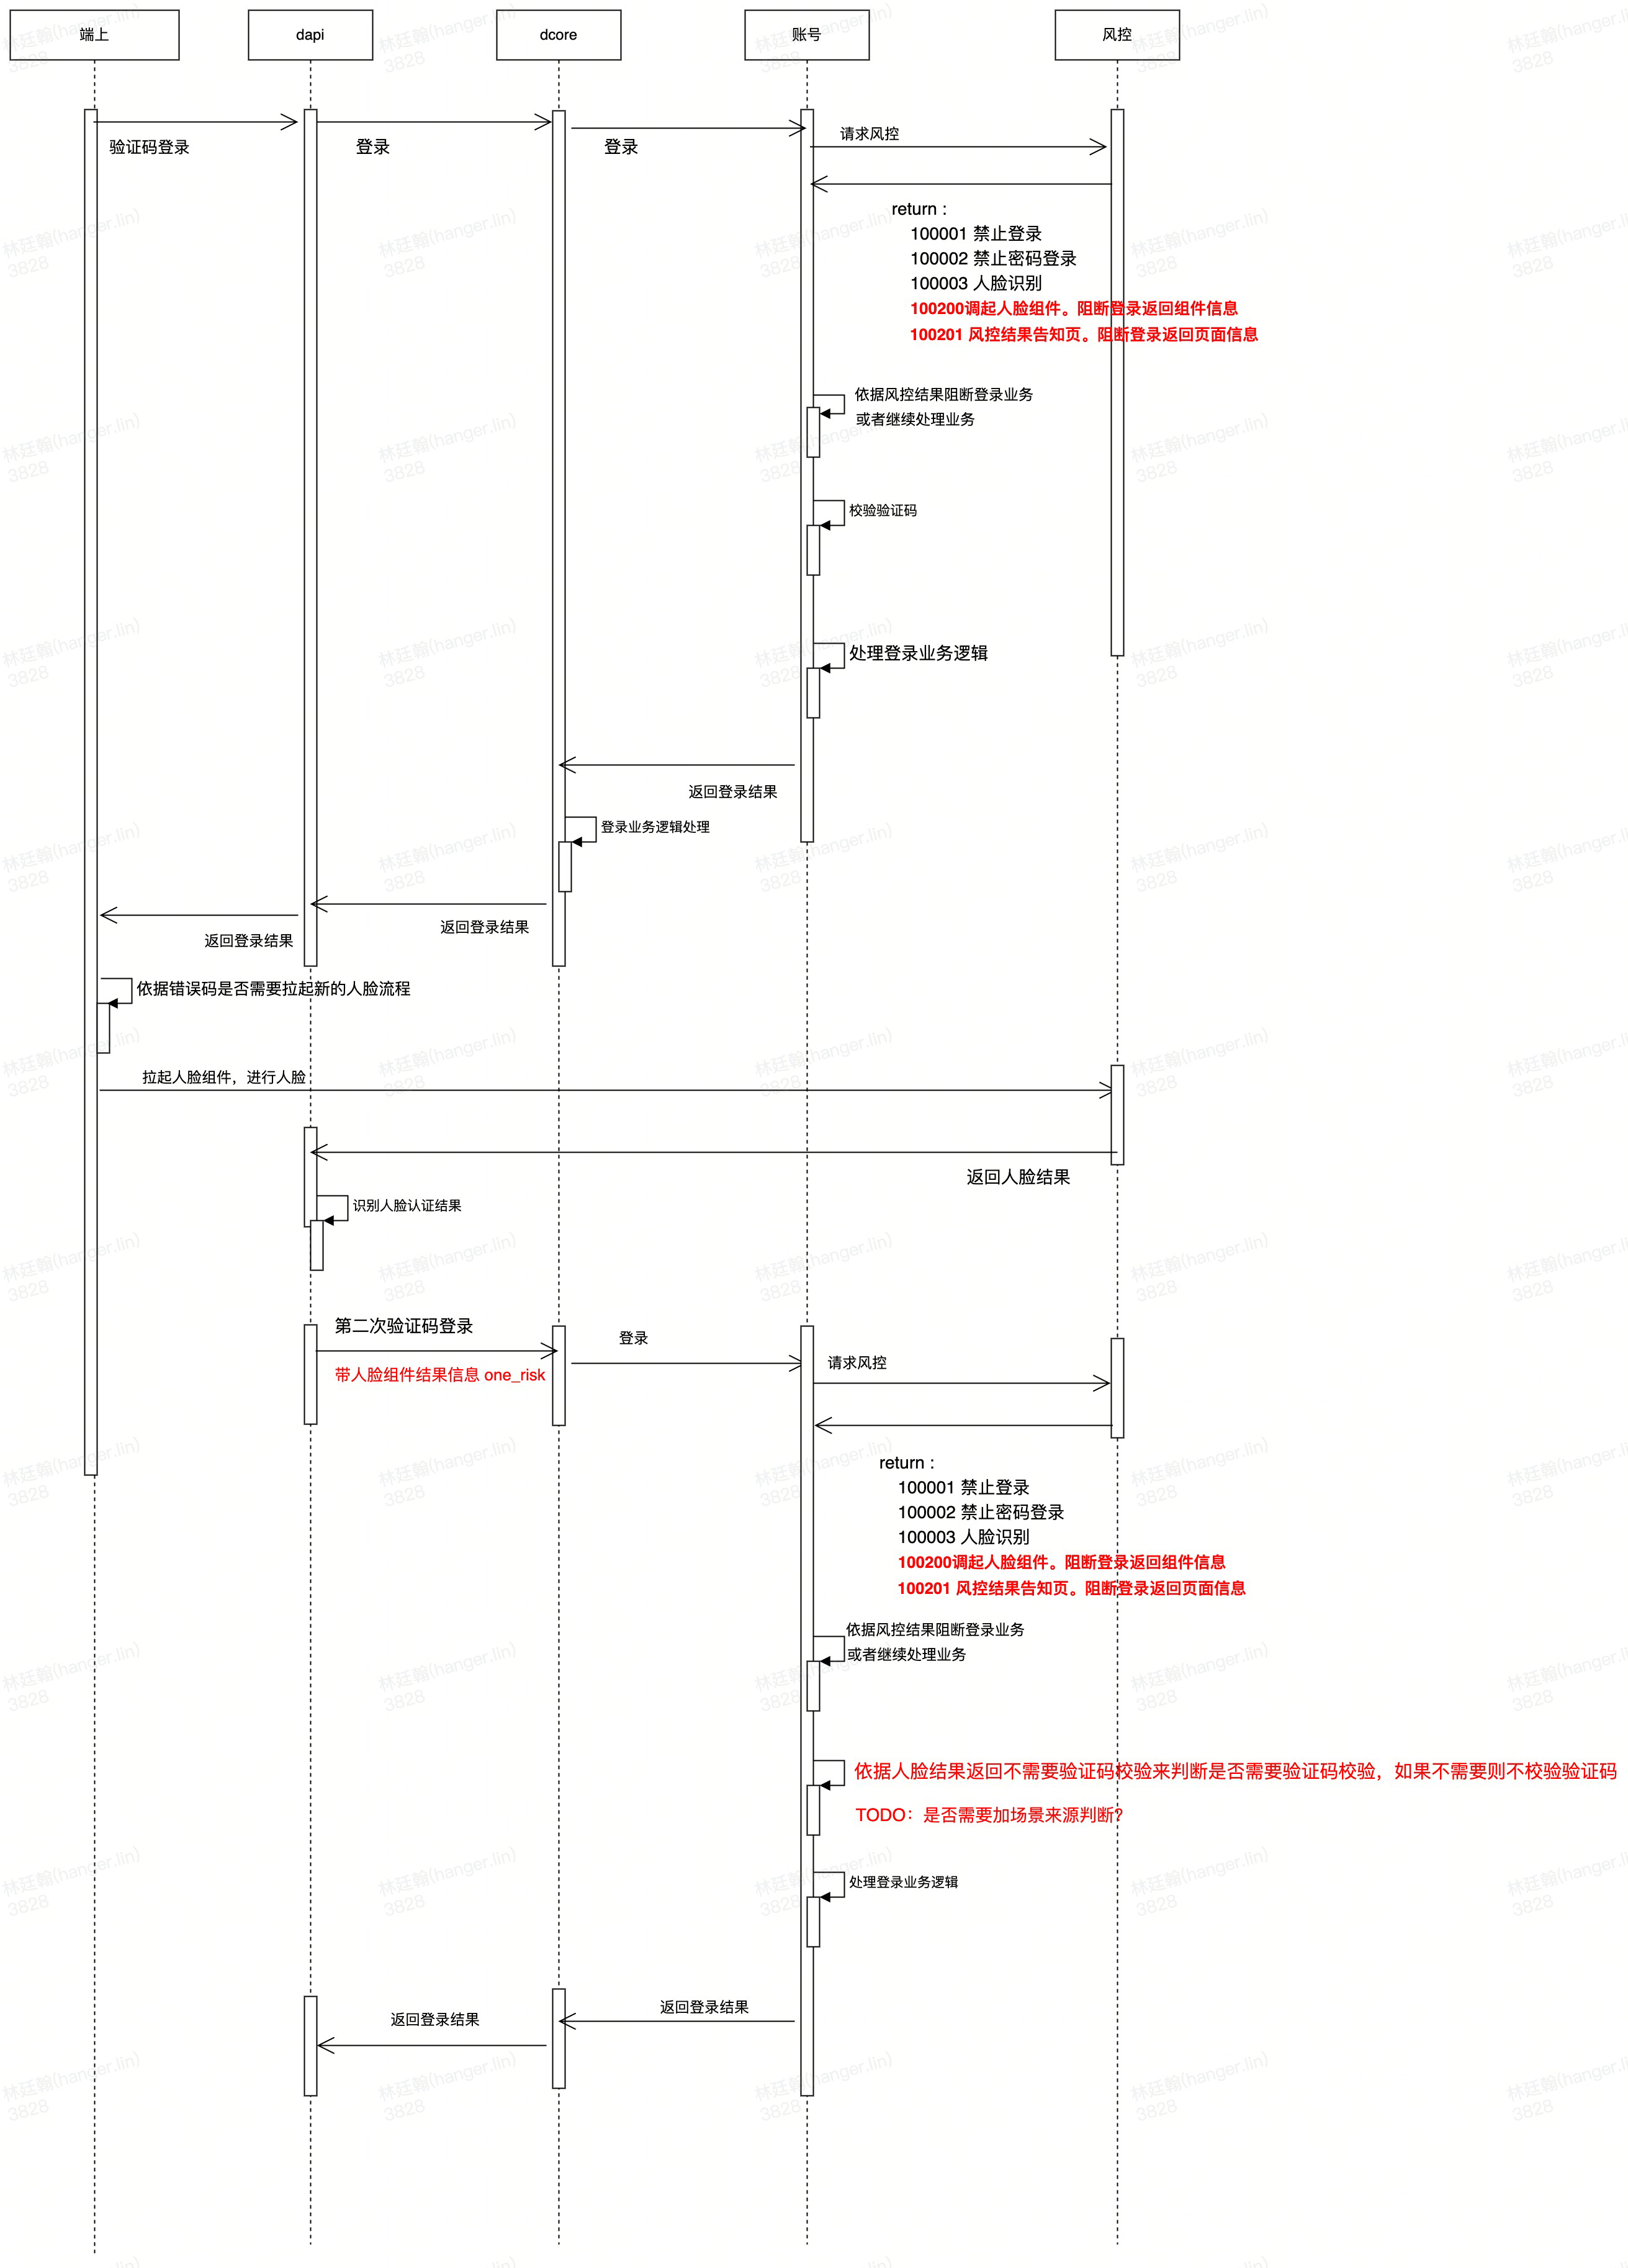 端上
dapi
dcore
账号
风控
验证码登录
登录
登录
请求风控
return :
100001 禁止登录
100002 禁止密码登录
100003 人脸识别
100200调起人脸组件。阻断登录返回组件信息
100201 风控结果告知页。阻断登录返回页面信息
依据风控结果阻断登录业务
或者继续处理业务
校验验证码
处理登录业务逻辑
返回登录结果
登录业务逻辑处理
返回登录结果
返回登录结果
依据错误码是否需要拉起新的人脸流程
拉起人脸组件，进行人脸
返回人脸结果
识别人脸认证结果
第二次验证码登录
登录
带人脸组件结果信息 one_risk
请求风控
return :
100001 禁止登录
100002 禁止密码登录
100003 人脸识别
100200调起人脸组件。阻断登录返回组件信息
100201 风控结果告知页。阻断登录返回页面信息
依据风控结果阻断登录业务
或者继续处理业务
依据人脸结果返回不需要验证码校验来判断是否需要验证码校验，如果不需要则不校验验证码
TODO：是否需要加场景来源判断?
处理登录业务逻辑
返回登录结果
返回登录结果
林廷翰(hanger.lin)
3828